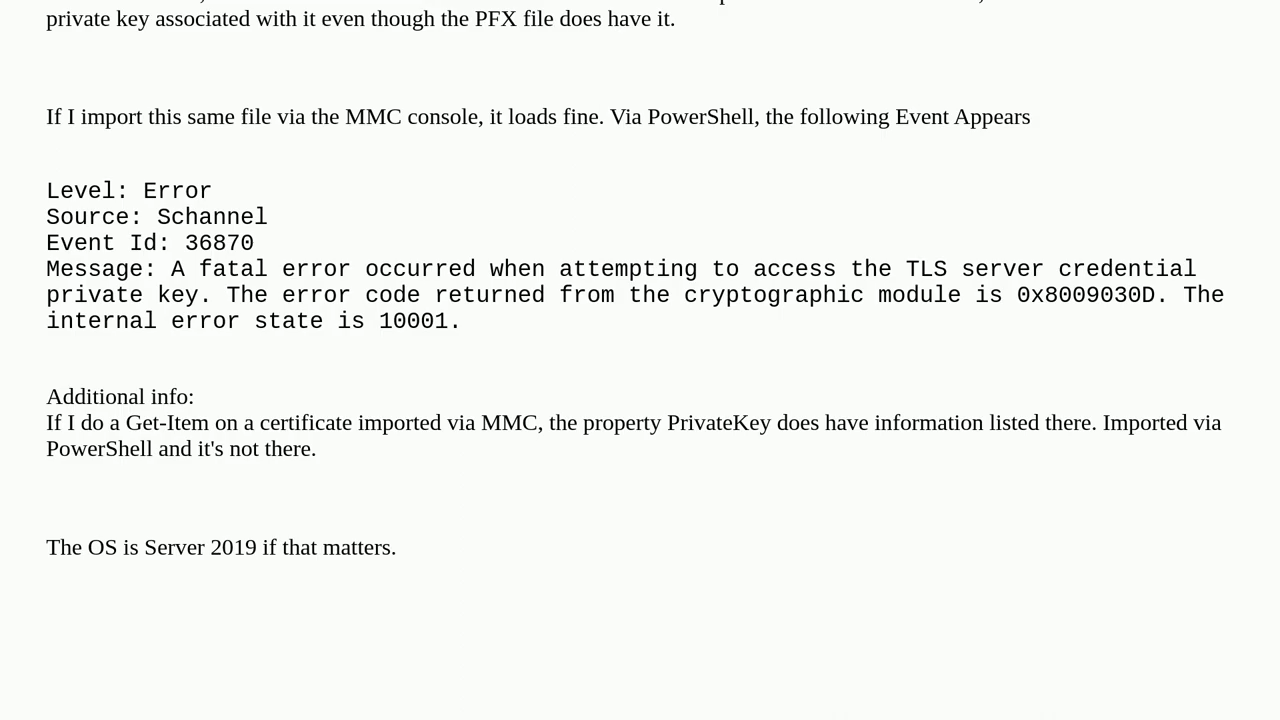 private key associated with it even though the PFX file does have it.
If I import this same file via the MMC console, it loads fine. Via PowerShell, the following Event Appears
Level: Error
Source: Schannel
Event Id: 36870
Message: A fatal error occurred when attempting to access the TLS server credential
private key. The error code returned from the cryptographic module is 0x8009030D. The
internal error state is 10001.
Additional info:
If I do a Get-Item on a certificate imported via MMC, the property PrivateKey does have information listed there. Imported via
PowerShell and it's not there.
The OS is Server 2019 if that matters.